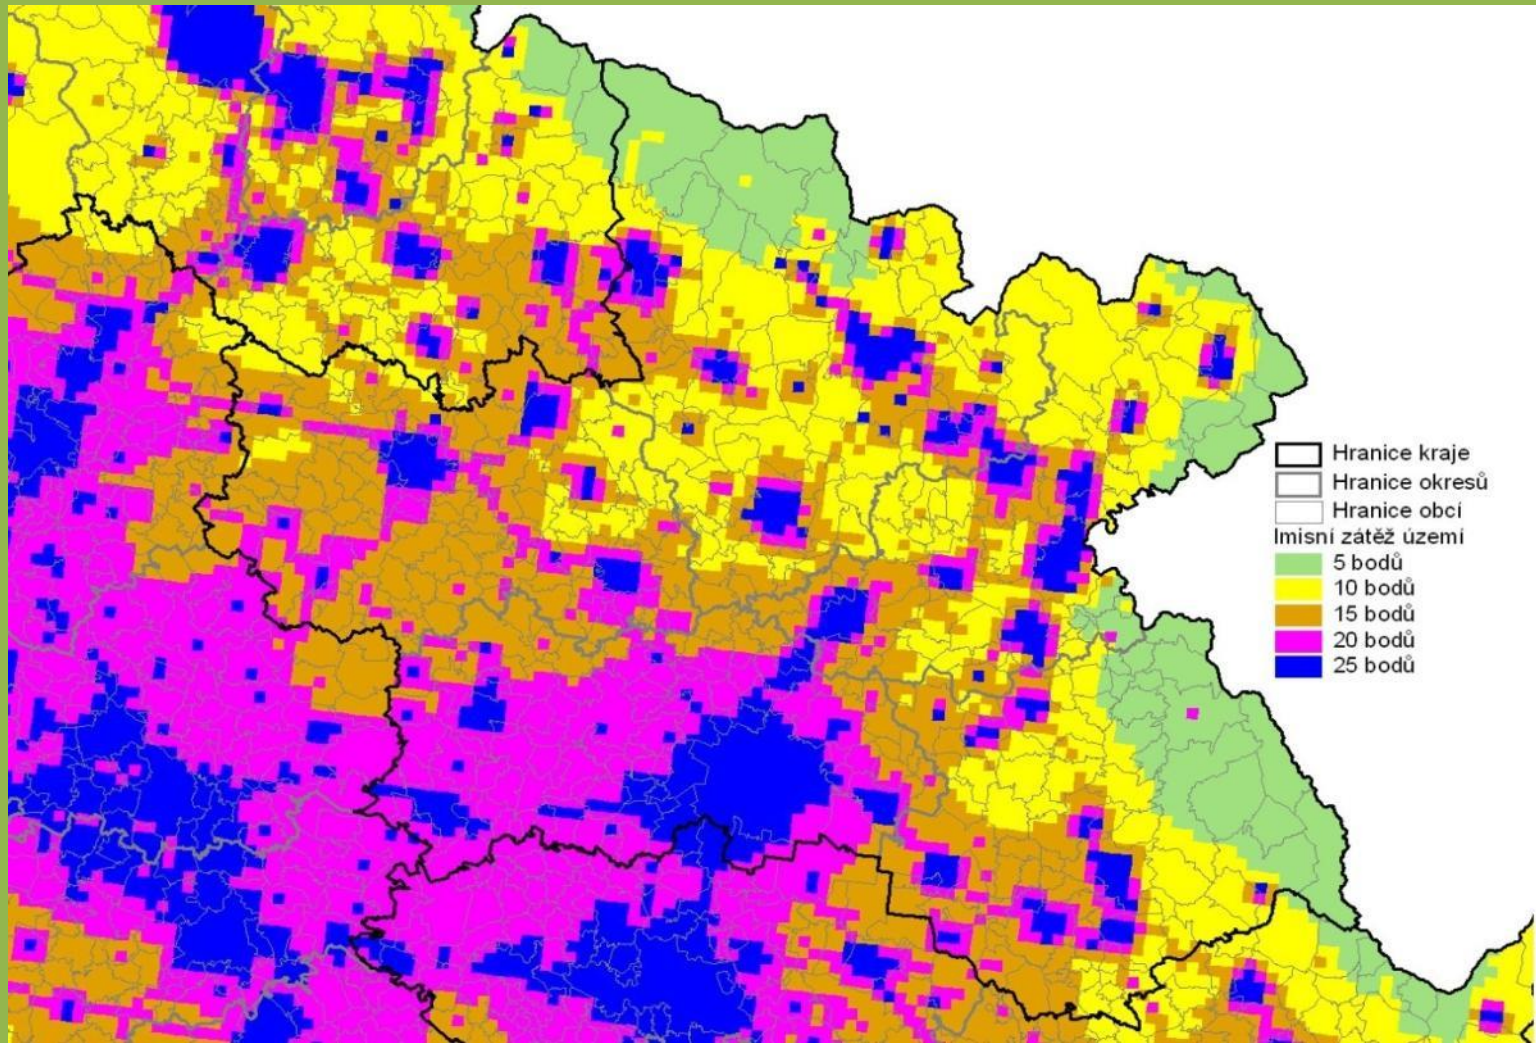 Hranice kraje
Hranice okresů
Hranice obcí
Imisní zátěž území
5 bodů
10 bodů
15 bodů
20 bodů
25 bodů